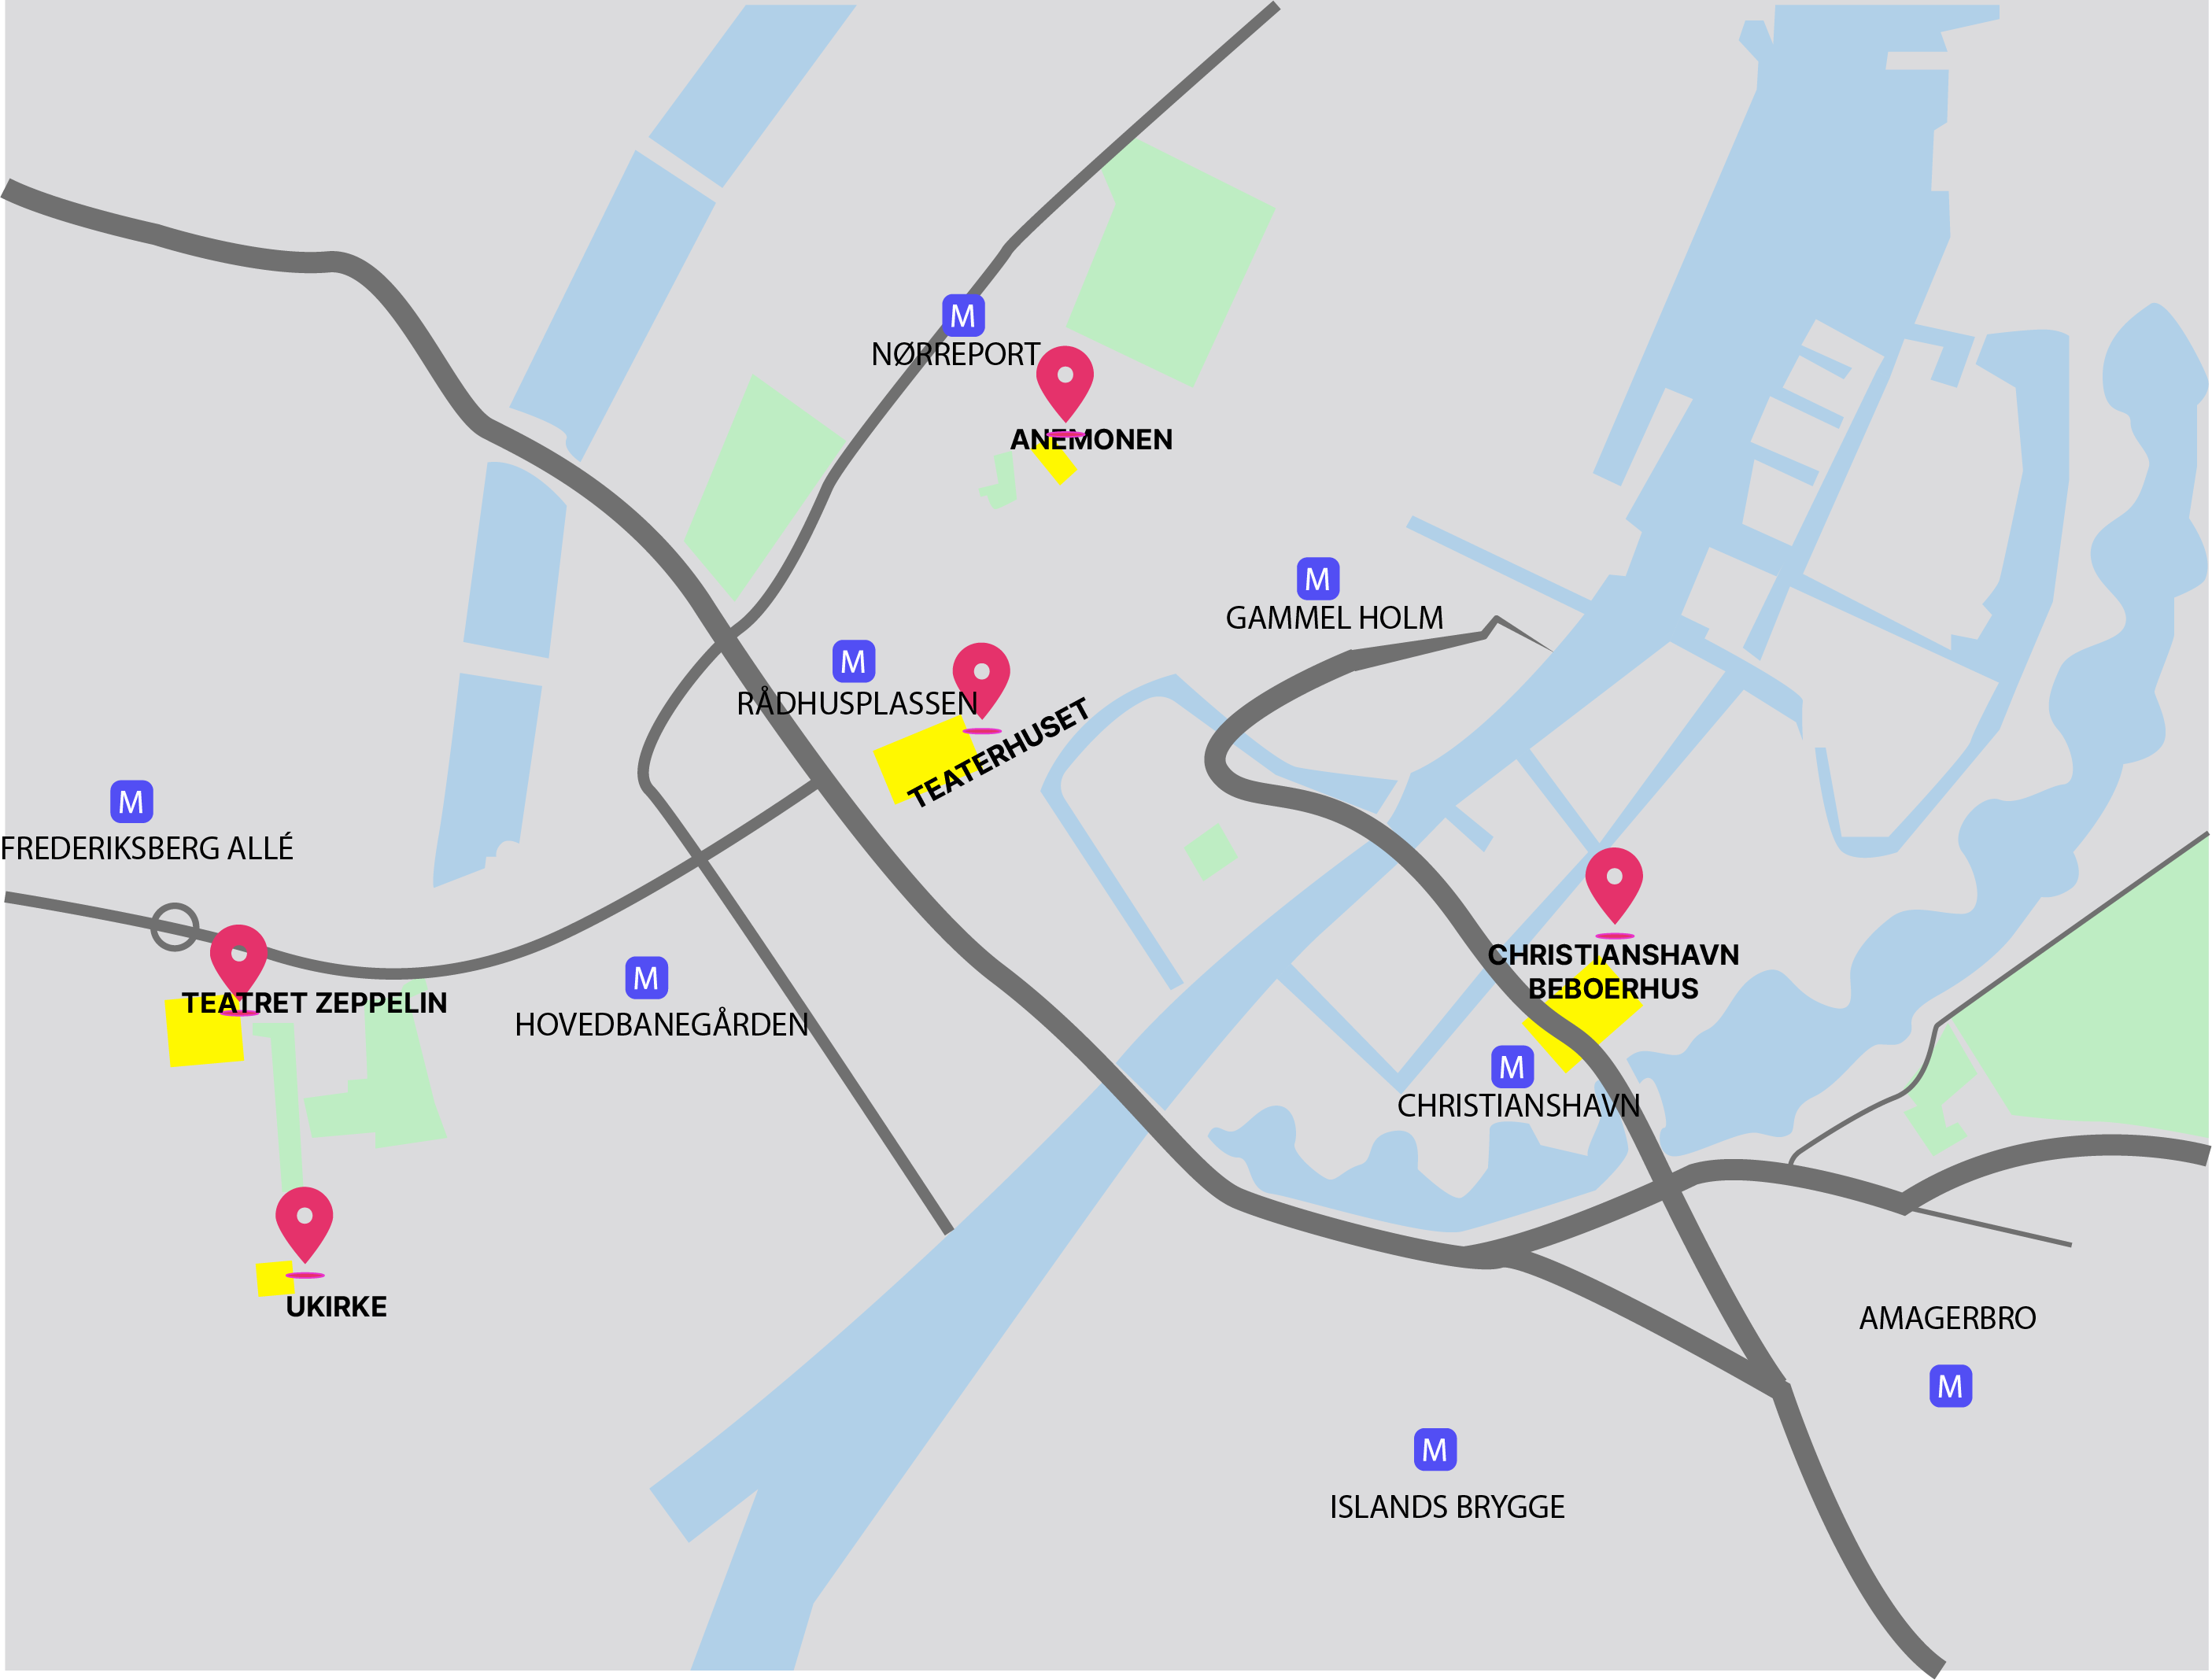 M
NØRREPORT
ANEMONEN
M
GAMMEL HOLM
M
RÅDHUSPLASSEN
TEATERHUSET
M
FREDERIKSBERG ALLÉ
CHRISTIANSHAVN
BEBOERHUS
TEATRET ZEPPELIN
M
HOVEDBANEGÅRDEN
M
CHRISTIANSHAVN
UKIRKE
AMAGERBRO
M
M
ISLANDS BRYGGE